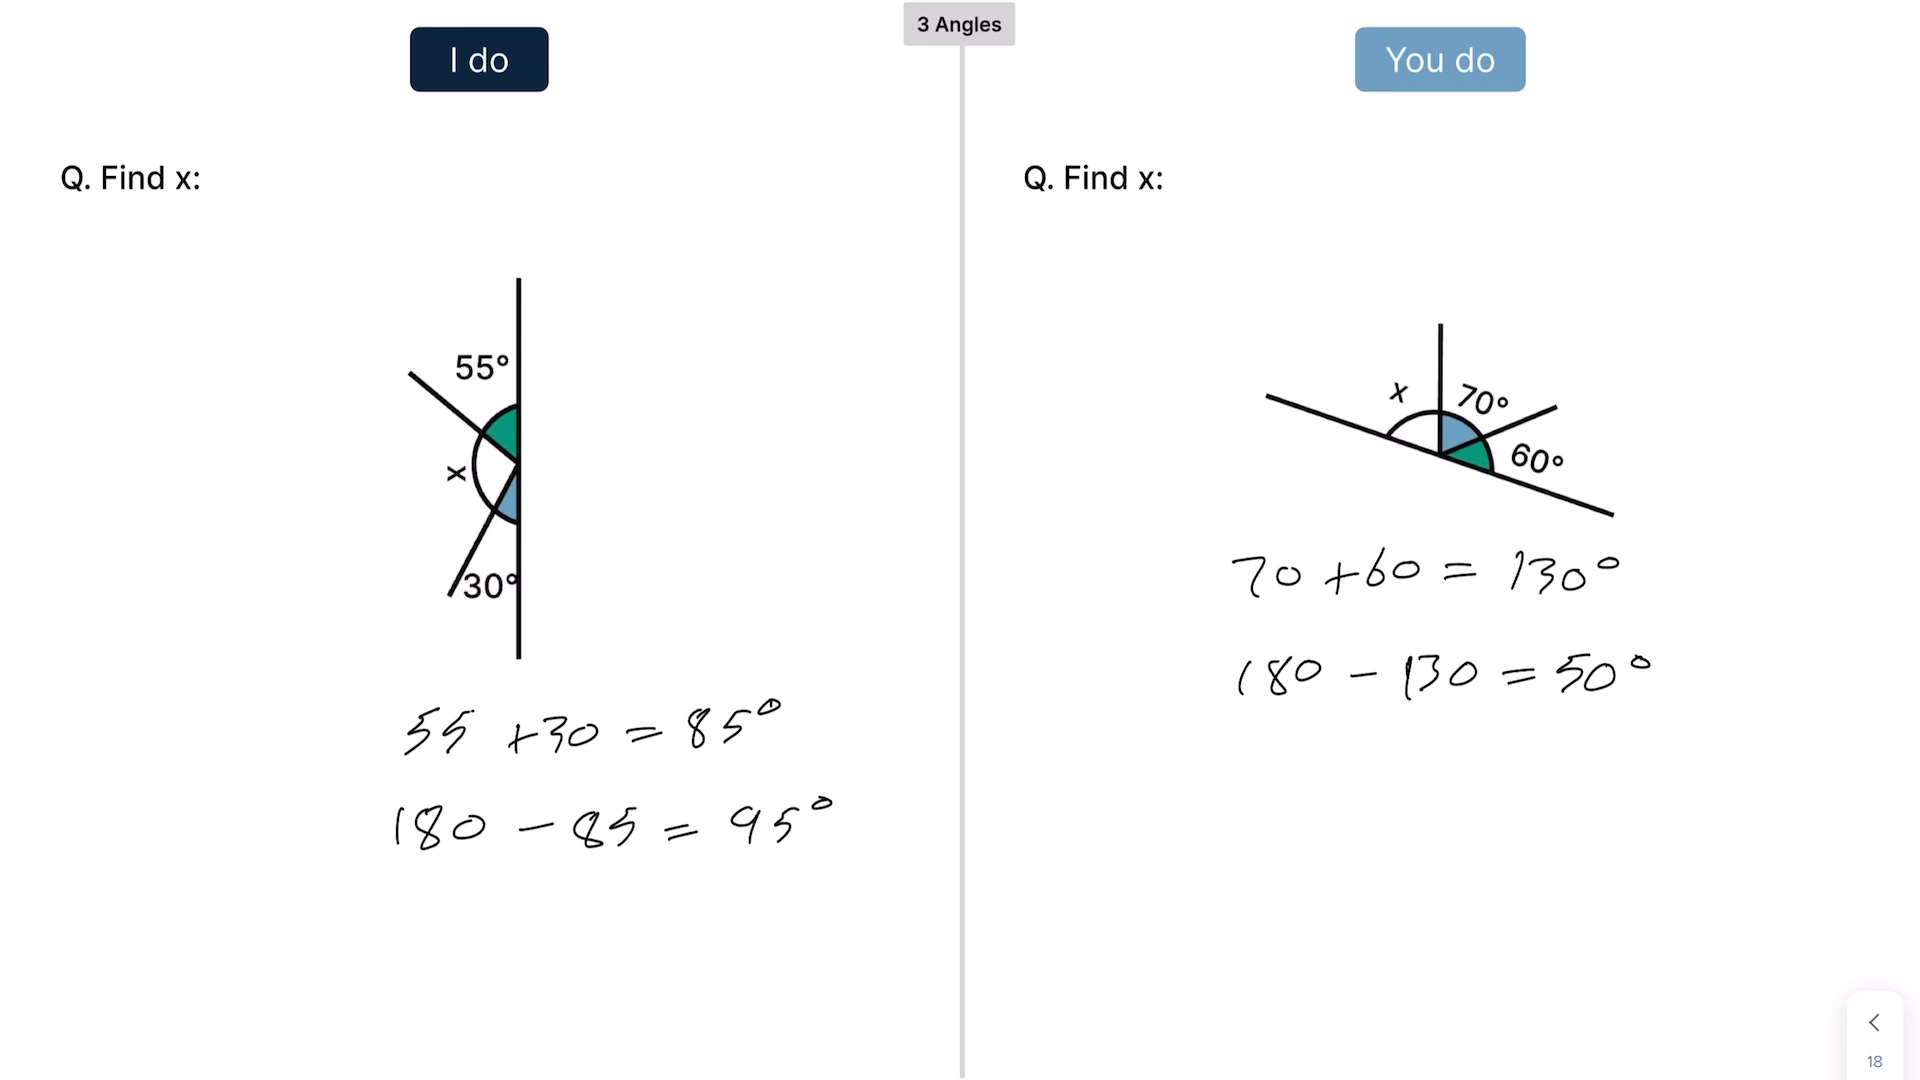 3 Angles
I do
Q. Find x:
55°
x
30°
55 + 30 = 85°
180 - 85 = 95°
You do
Q. Find x:
x
70°
60°
70 + 60 = 130°
180 - 130 = 50°
18